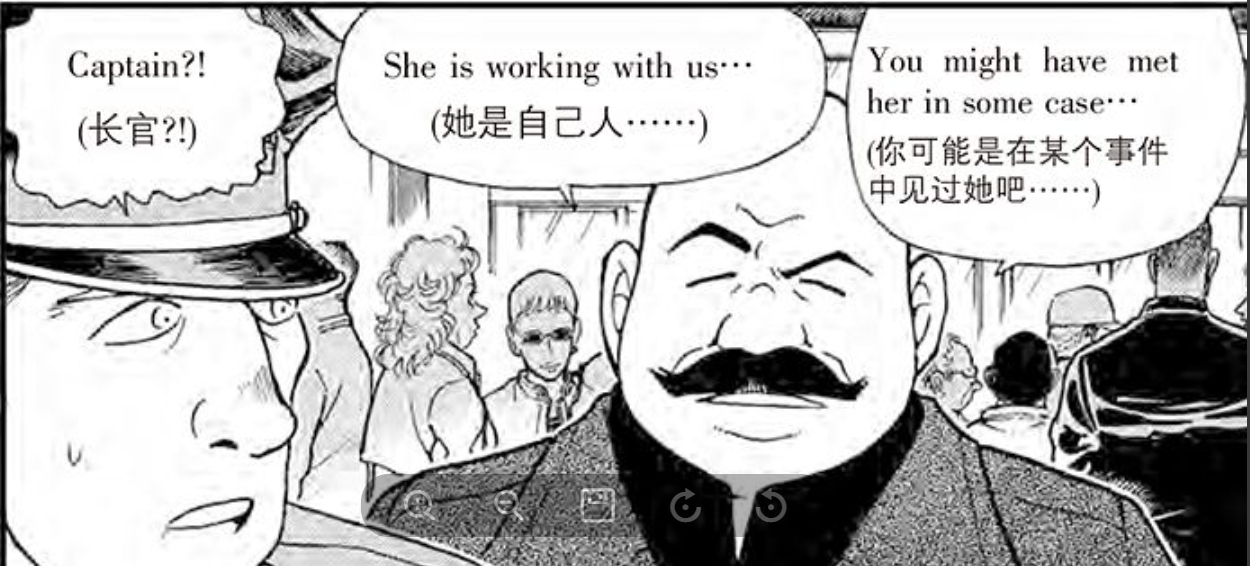 Captain?!
(长官?!)
She is working with us···
(她是自己人······)
You might have met
her in some case···
(你可能是在某个事件
中见过她吧······)